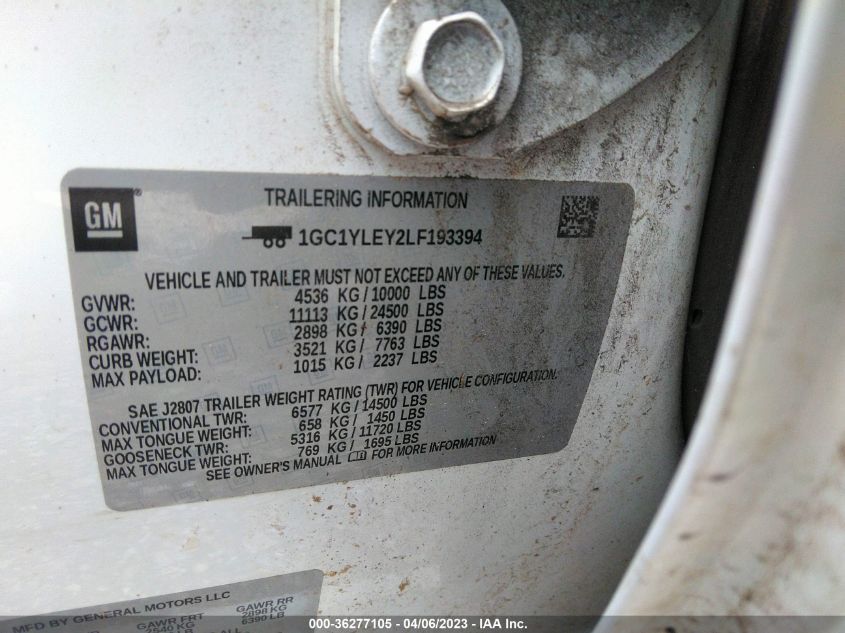 GM
®
TRAILERING INFORMATION
1GC1YLEY2LF193394
VEHICLE AND TRAILER MUST NOT EXCEED ANY OF THESE VALUES.
GVWR: 4536 KG / 10000 LBS
GCWR: 11113 KG / 24500 LBS
RGAWR: 2898 KG / 6390 LBS
CURB WEIGHT: 3521 KG / 7763 LBS
MAX PAYLOAD: 1015 KG / 2237 LBS
SAE J2807 TRAILER WEIGHT RATING (TWR) FOR VEHICLE CONFIGURATION.
CONVENTIONAL TWR: 6577 KG / 14500 LBS
MAX TONGUE WEIGHT: 658 KG / 1450 LBS
GOOSENECK TWR: 5316 KG / 11720 LBS
MAX TONGUE WEIGHT: 769 KG / 1695 LBS
SEE OWNER'S MANUAL FOR MORE INFORMATION
MFD BY GENERAL MOTORS LLC
GAWR FRT GAWR RR
2540 KG 2898 KG
6390 LB
000-36277105 - 04/06/2023 - IAA Inc.